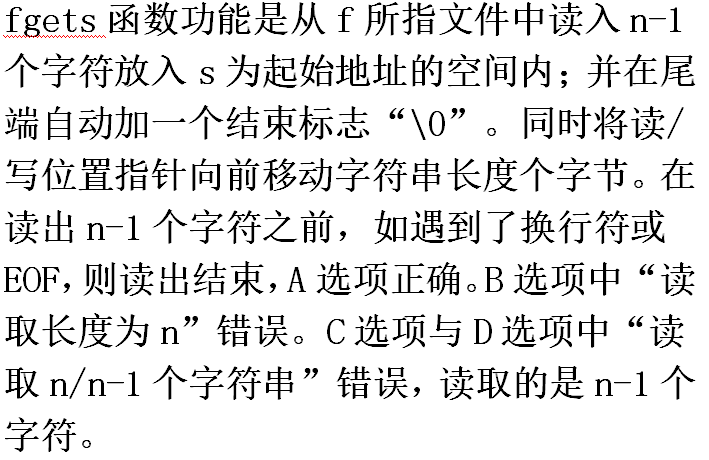 fgets 函数功能是从 f 所指文件中读入 n-1
个字符放入 s 为起始地址的空间内；并在尾
端自动加一个结束标志“\0”。同时将读/
写位置指针向前移动字符串长度个字节。在
读出 n-1 个字符之前，如遇到了换行符或
EOF，则读出结束，A 选项正确。B 选项中“读
取长度为 n”错误。C 选项与 D 选项中“读
取 n/n-1 个字符串”错误，读取的是 n-1 个
字符。